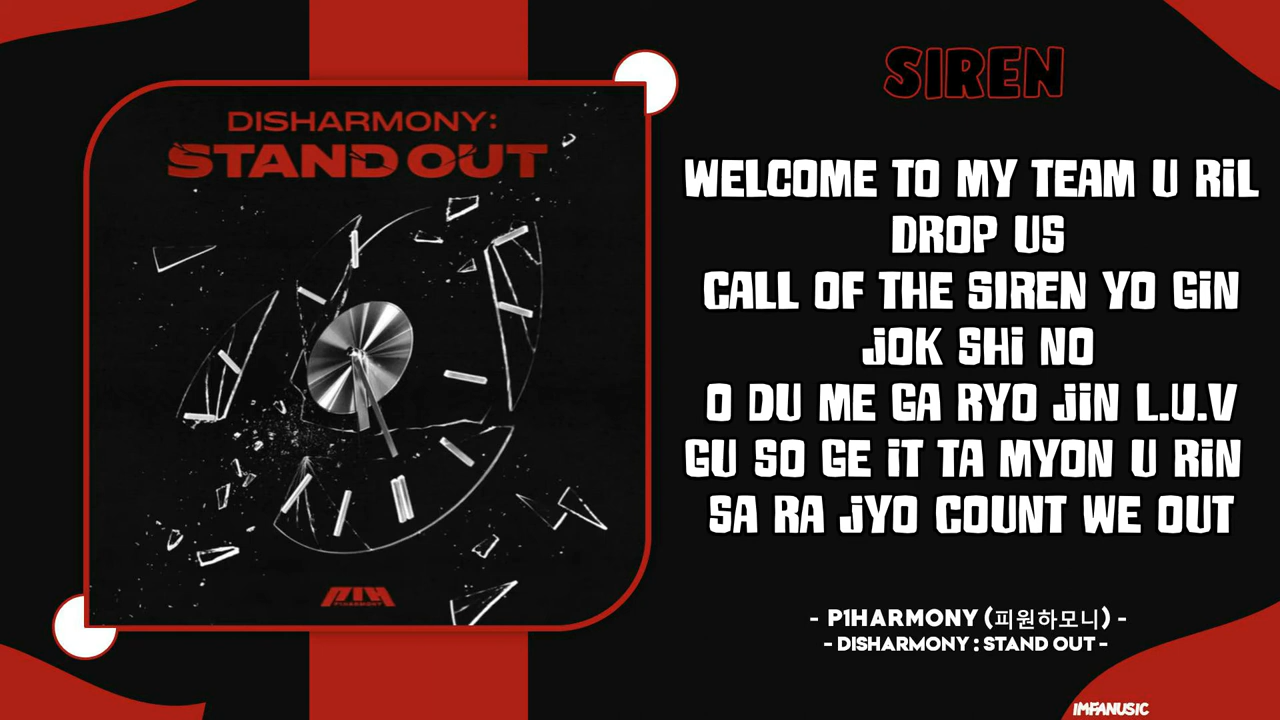 DISHARMONY:
STAND OUT
P1H
P1HARMONY
SIREN
WELCOME TO MY TEAM U RiL
DROP US
CALL OF THE SIREN YO GiN
JOK SHi NO
O DU ME GA RYO JiN L.U.V
GU SO GE iT TA MYON U RiN
SA RA JYO COUNT WE OUT
- P1HARMONY (피원하모니) -
- DISHARMONY : STAND OUT -
IMFANUSIC